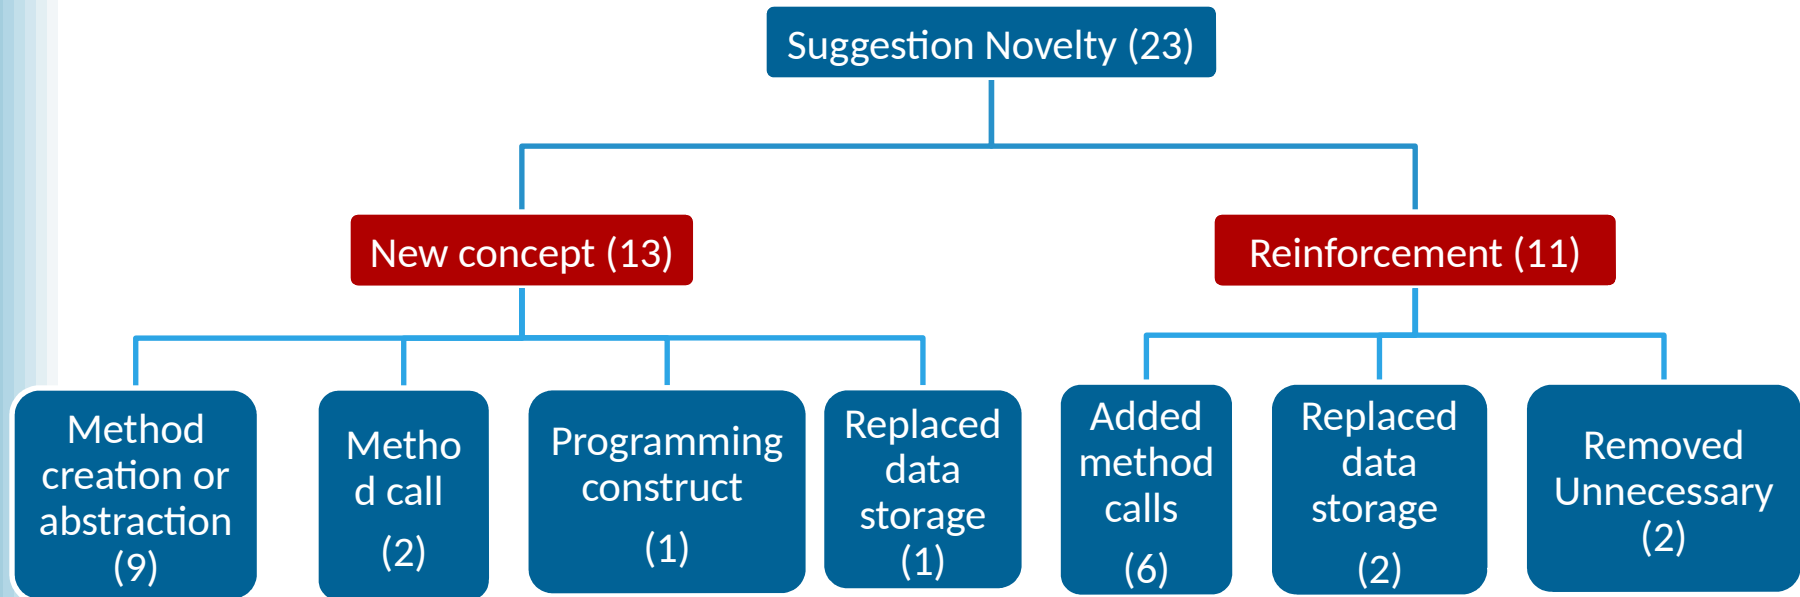 Suggestion Novelty (23)
New concept (13)
Reinforcement (11)
Method
creation or
abstraction
(9)
Metho
d call
(2)
Programming
construct
(1)
Replaced
data
storage
(1)
Added
method
calls
(6)
Replaced
data
storage
(2)
Removed
Unnecessary
(2)